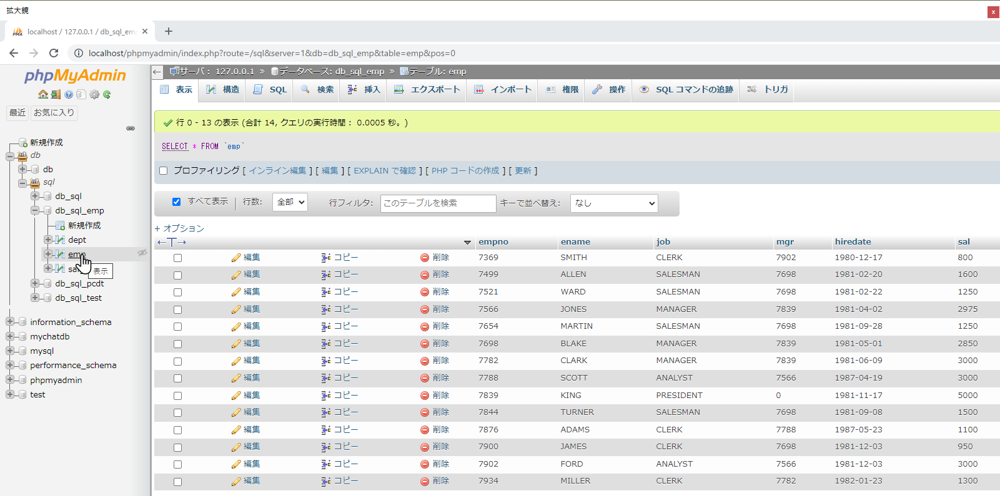 拡大鏡
x
localhost / 127.0.0.1 / db_sql_em
localhost/phpmyadmin/index.php?route=/sql&server=1&db=db_sql_emp&table=emp&pos=0
phpMyAdmin
最近 お気に入り
新規作成
db
db
sql
db_sql
db_sql_emp
新規作成
dept
emp
表示
db_sql_pcdt
db_sql_test
information_schema
mychatdb
mysql
performance_schema
phpmyadmin
test
サーバ： 127.0.0.1 » データベース: db_sql_emp » テーブル: emp
表示 構造 SQL 検索 挿入 エクスポート インポート 権限 操作 SQL コマンドの追跡 トリガ
行 0 - 13 の表示 (合計 14, クエリの実行時間： 0.0005 秒。)
SELECT * FROM `emp`
プロファイリング [ インライン編集 ] [ 編集 ] [ EXPLAIN で確認 ] [ PHP コードの作成 ] [ 更新 ]
すべて表示 | 行数: 全部 行フィルタ: このテーブルを検索 キーで並べ替え: なし
+ オプション
←T→ empno ename job mgr hiredate sal
編集 コピー 削除 7369 SMITH CLERK 7902 1980-12-17 800
編集 コピー 削除 7499 ALLEN SALESMAN 7698 1981-02-20 1600
編集 コピー 削除 7521 WARD SALESMAN 7698 1981-02-22 1250
編集 コピー 削除 7566 JONES MANAGER 7839 1981-04-02 2975
編集 コピー 削除 7654 MARTIN SALESMAN 7698 1981-09-28 1250
編集 コピー 削除 7698 BLAKE MANAGER 7839 1981-05-01 2850
編集 コピー 削除 7782 CLARK MANAGER 7839 1981-06-09 3000
編集 コピー 削除 7788 SCOTT ANALYST 7566 1987-04-19 3000
編集 コピー 削除 7839 KING PRESIDENT 0 1981-11-17 5000
編集 コピー 削除 7844 TURNER SALESMAN 7698 1981-09-08 1500
編集 コピー 削除 7876 ADAMS CLERK 7788 1987-05-23 1100
編集 コピー 削除 7900 JAMES CLERK 7698 1981-12-03 950
編集 コピー 削除 7902 FORD ANALYST 7566 1981-12-03 3000
編集 コピー 削除 7934 MILLER CLERK 7782 1982-01-23 1300